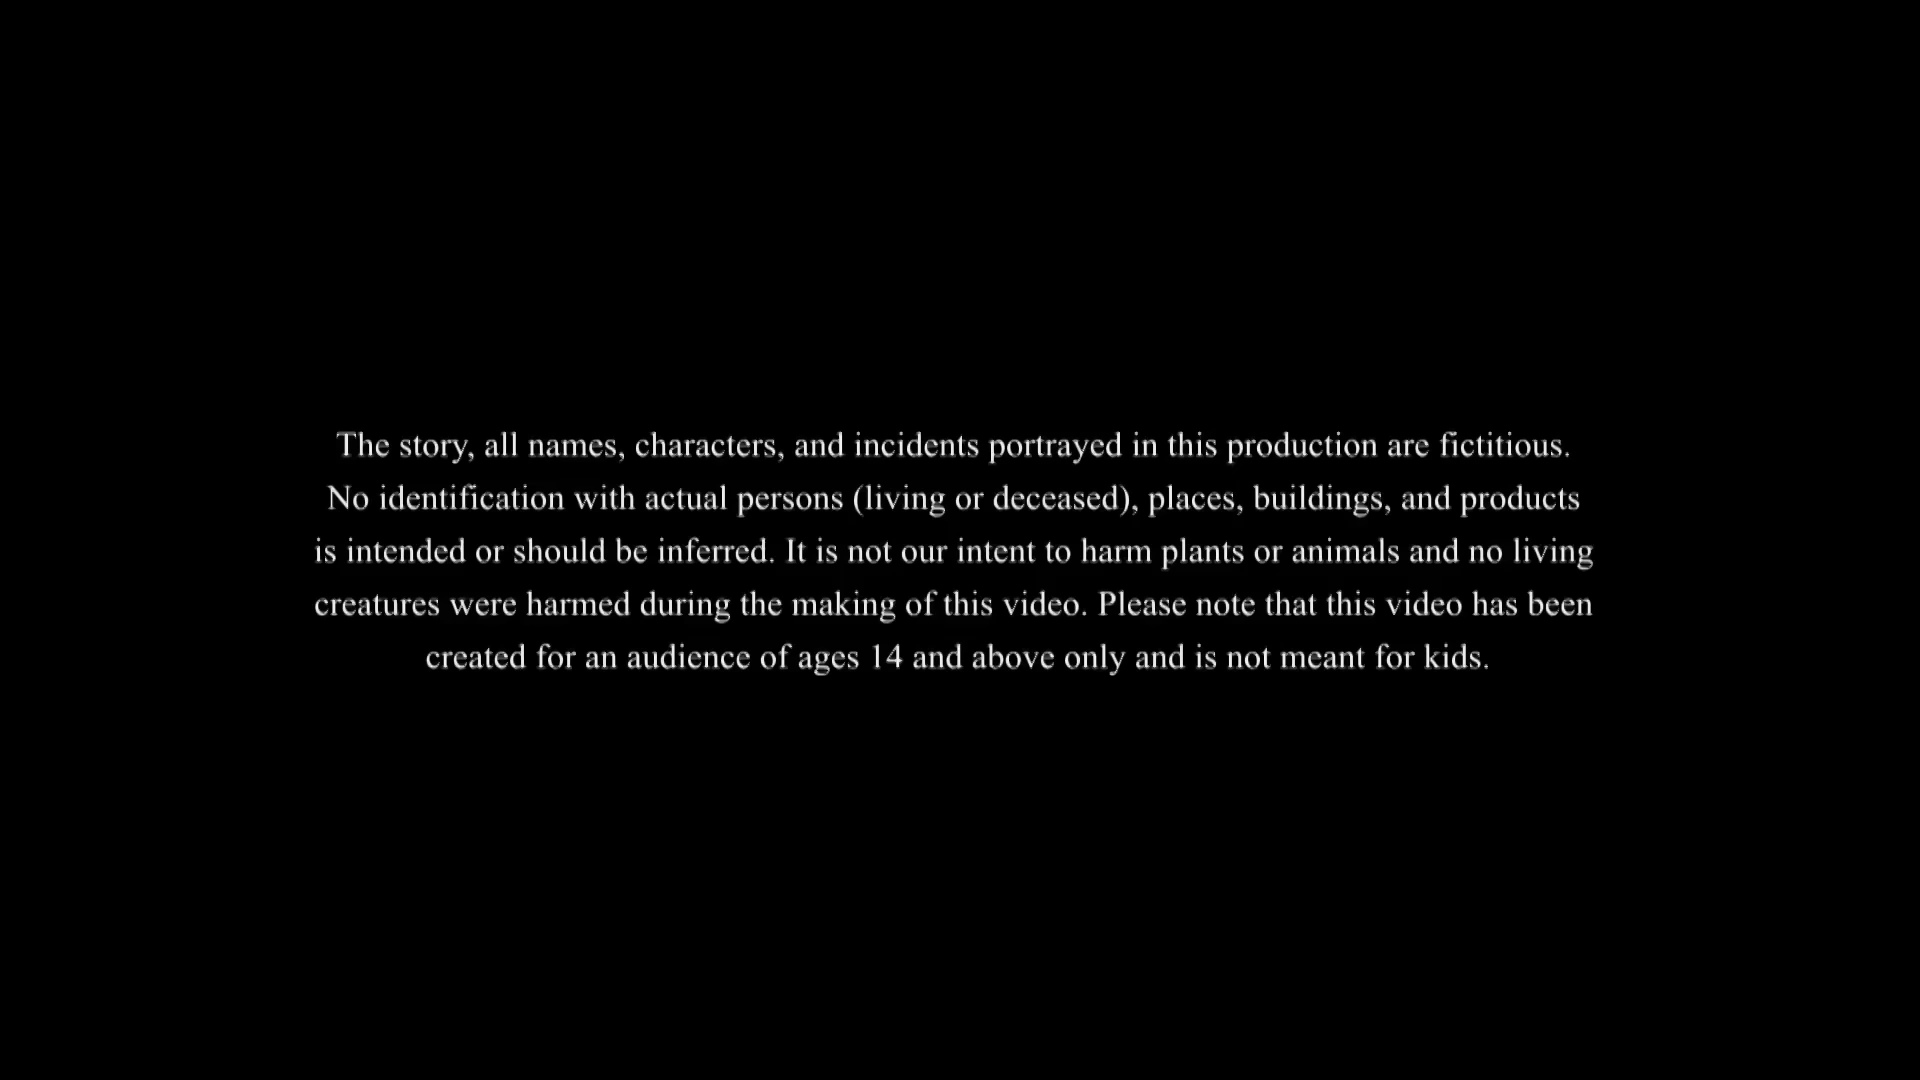 The story, all names, characters, and incidents portrayed in this production are fictitious.
No identification with actual persons (living or deceased), places, buildings, and products
is intended or should be inferred. It is not our intent to harm plants or animals and no living
creatures were harmed during the making of this video. Please note that this video has been
created for an audience of ages 14 and above only and is not meant for kids.